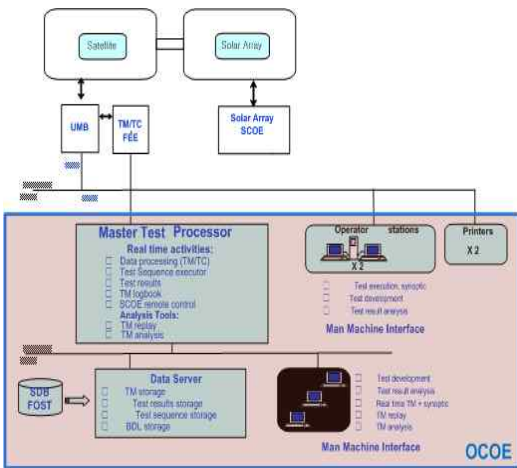 Satellite
Solar Array
UMB
TM/TC
FÉE
Solar Array
SCOE
Master Test Processor
Real time activities:
Data processing (TM/TC)
Test Sequence executor
Test results
TM logbook
SCOE remote control
Analysis Tools:
TM replay
TM analysis
Operator stations
X 2
Printers
X 2
Test execution, synoptic
Test development
Test result analysis
Man Machine Interface
SDB
FOST
Data Server
TM storage
Test results storage
Test sequence storage
BDL storage
Test development
Test result analysis
Real time TM + synoptic
TM replay
TM analysis
Man Machine Interface
OCOE